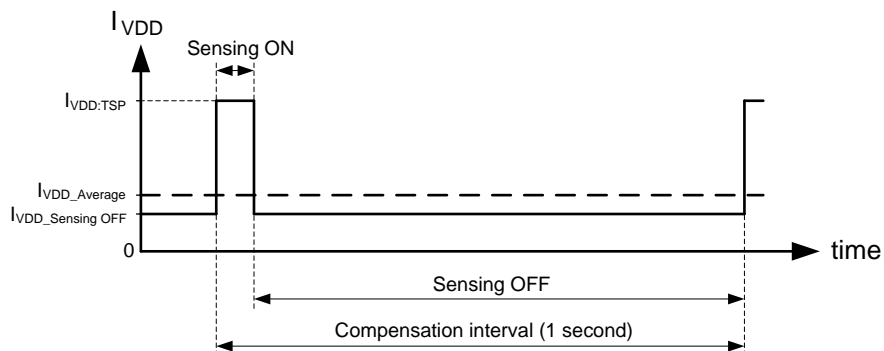 IVDD
Sensing ON
IVDD:TSP
IVDD_Average
IVDD_Sensing OFF
0
time
Sensing OFF
Compensation interval (1 second)